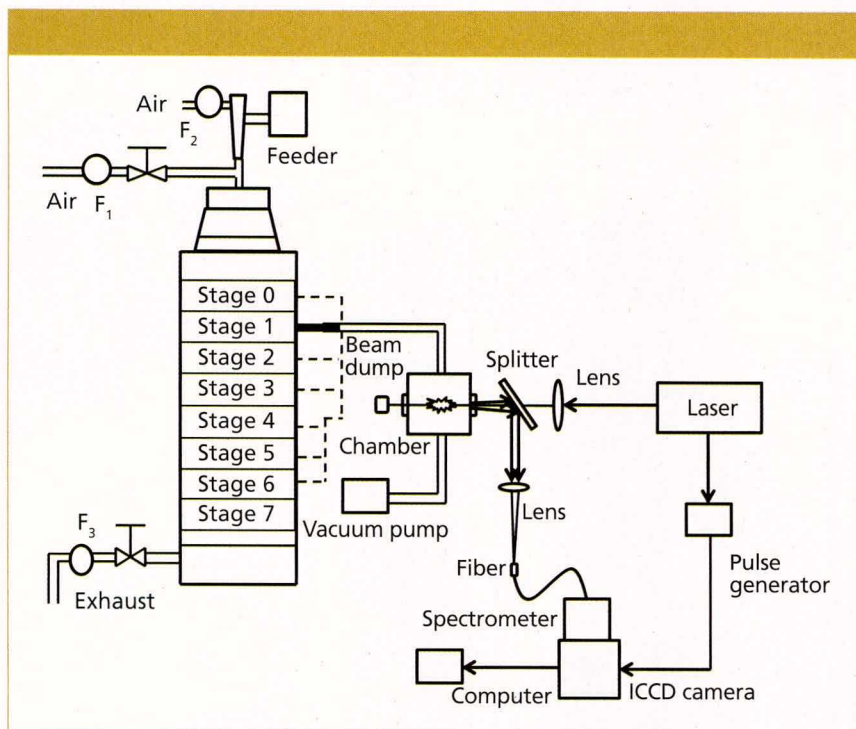 Air
F2
Feeder
Air F1
Stage 0
Stage 1
Stage 2
Stage 3
Stage 4
Stage 5
Stage 6
Stage 7
F3
Exhaust
Beam
dump
Chamber
Vacuum pump
Splitter
Lens
Laser
Lens
Fiber
Pulse
generator
Spectrometer
ICCD camera
Computer